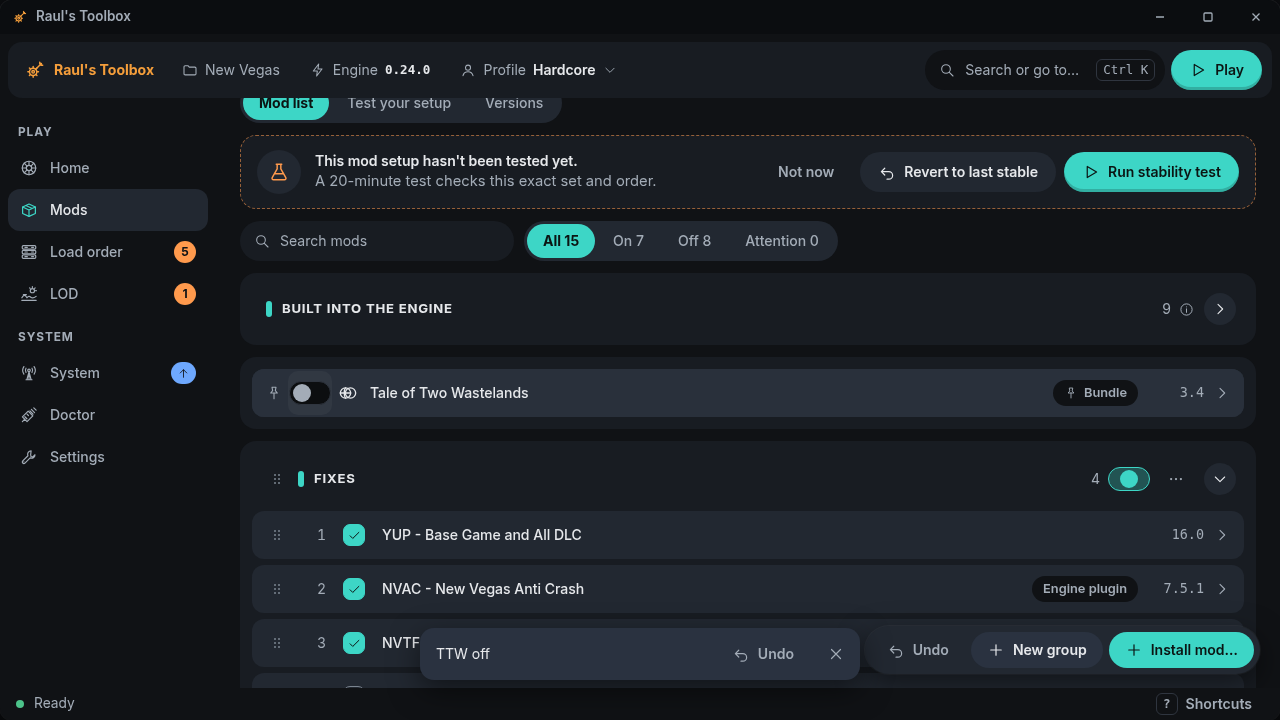 Raul's Toolbox
Raul's Toolbox
New Vegas
Engine 0.24.0
Profile Hardcore
Search or go to...
Ctrl K
Play
PLAY
Home
Mods
Load order
5
LOD
1
SYSTEM
System
Doctor
Settings
Mod list
Test your setup
Versions
This mod setup hasn't been tested yet.
A 20-minute test checks this exact set and order.
Not now
Revert to last stable
Run stability test
Search mods
All 15
On 7
Off 8
Attention 0
BUILT INTO THE ENGINE
9
Tale of Two Wastelands
Bundle
3.4
FIXES
4
1
YUP - Base Game and All DLC
16.0
2
NVAC - New Vegas Anti Crash
Engine plugin
7.5.1
3
NVTF
TTW off
Undo
Undo
New group
Install mod...
Ready
?
Shortcuts